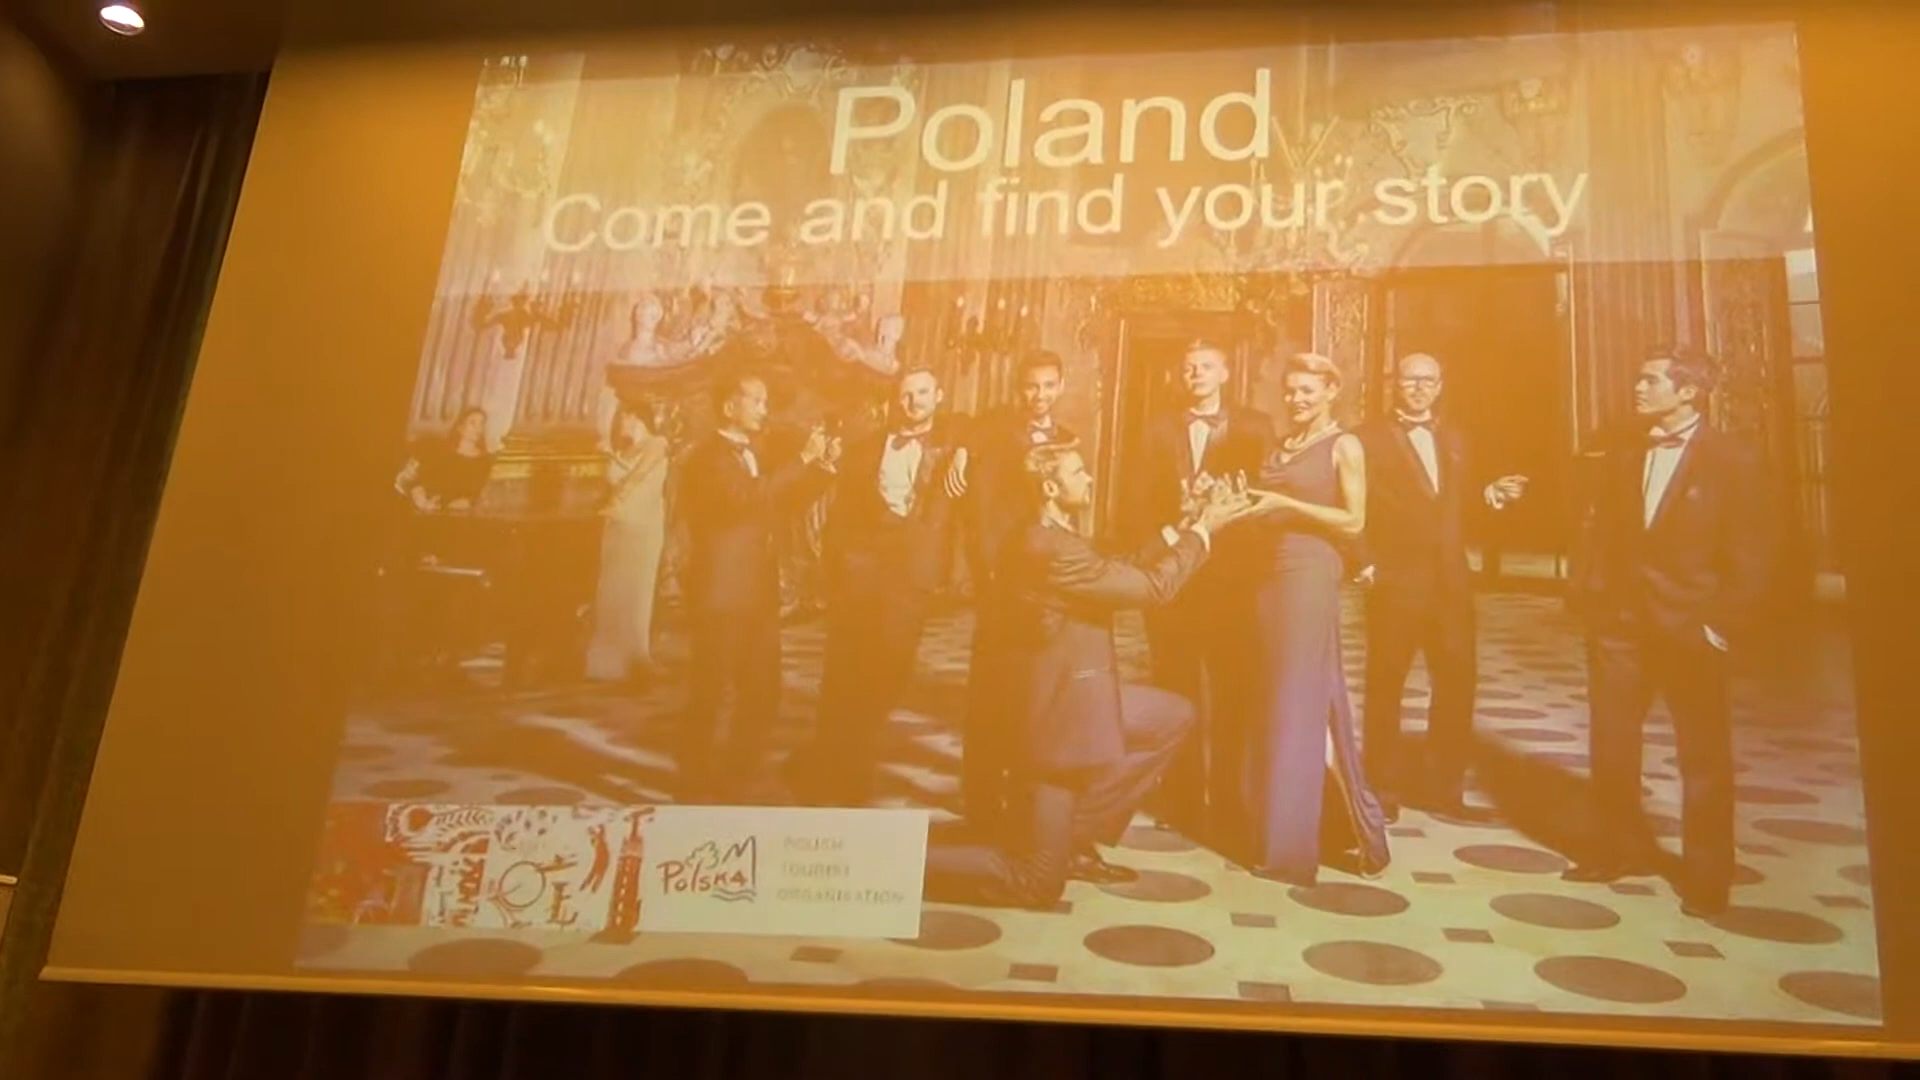 Poland
Come and find your story
Polska
POLISH
TOURIST
ORGANISATION